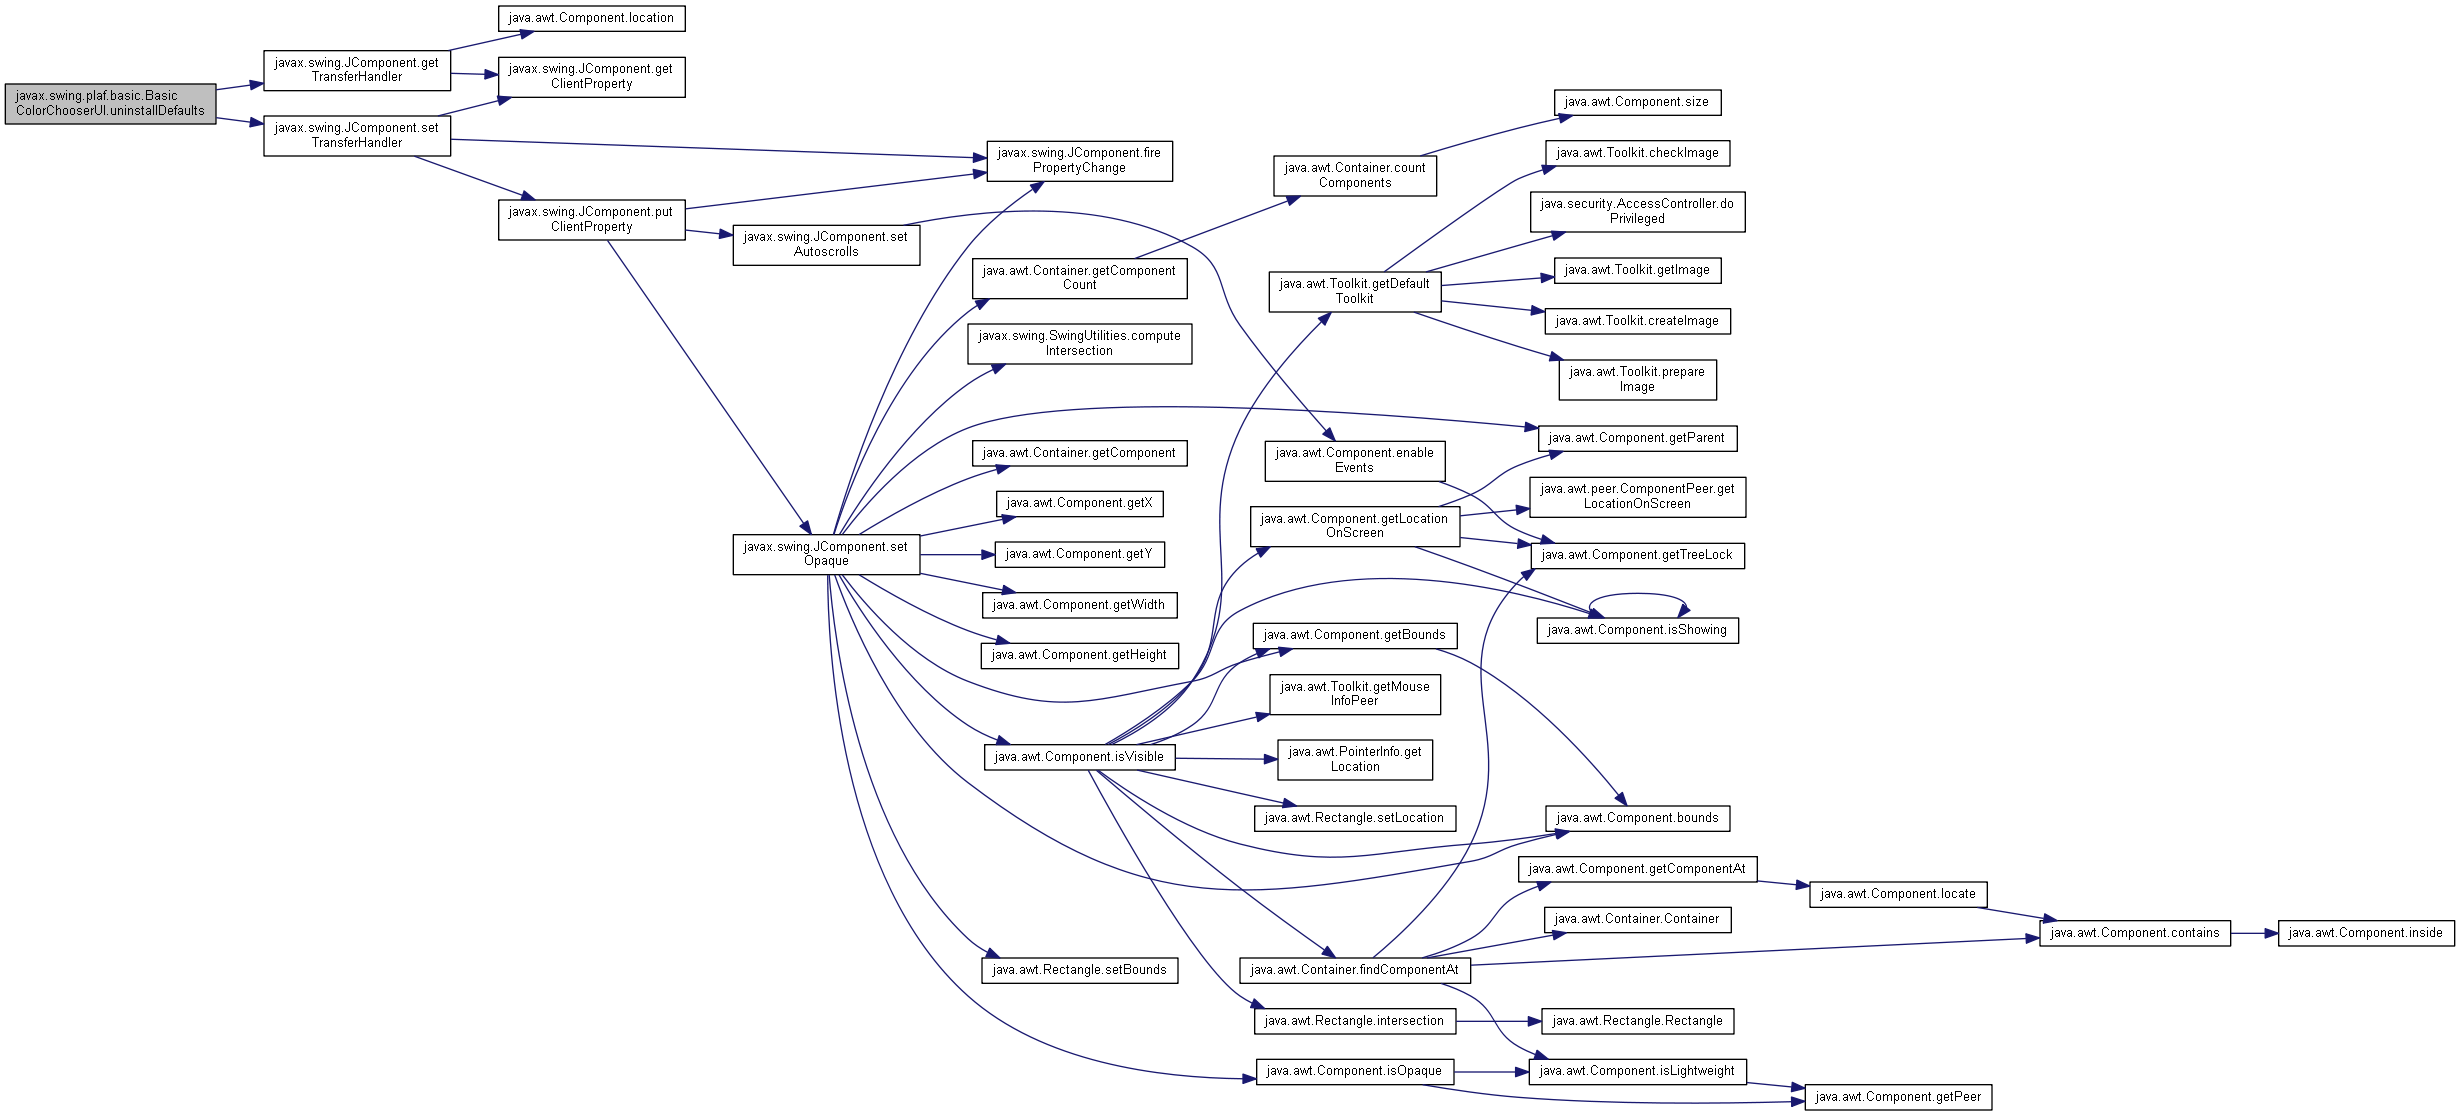 javax.swing.plaf.basic.Basic
ColorChooserUI.uninstallDefaults
javax.swing.JComponent.get
TransferHandler
javax.swing.JComponent.set
TransferHandler
java.awt.Component.location
javax.swing.JComponent.get
ClientProperty
javax.swing.JComponent.put
ClientProperty
javax.swing.JComponent.set
Autoscrolls
javax.swing.JComponent.set
Opaque
javax.swing.JComponent.fire
PropertyChange
java.awt.Container.getComponent
Count
javax.swing.SwingUtilities.compute
Intersection
java.awt.Container.getComponent
java.awt.Component.getX
java.awt.Component.getY
java.awt.Component.getWidth
java.awt.Component.getHeight
java.awt.Component.isVisible
java.awt.Rectangle.setBounds
java.awt.Container.count
Components
java.awt.Toolkit.getDefault
Toolkit
java.awt.Component.enable
Events
java.awt.Component.getLocation
OnScreen
java.awt.Component.getBounds
java.awt.Toolkit.getMouse
InfoPeer
java.awt.PointerInfo.get
Location
java.awt.Rectangle.setLocation
java.awt.Container.findComponentAt
java.awt.Rectangle.intersection
java.awt.Component.isOpaque
java.awt.Component.size
java.awt.Toolkit.checkImage
java.security.AccessController.do
Privileged
java.awt.Toolkit.getImage
java.awt.Toolkit.createImage
java.awt.Toolkit.prepare
Image
java.awt.Component.getParent
java.awt.peer.ComponentPeer.get
LocationOnScreen
java.awt.Component.getTreeLock
java.awt.Component.isShowing
java.awt.Component.bounds
java.awt.Component.getComponentAt
java.awt.Container.Container
java.awt.Rectangle.Rectangle
java.awt.Component.isLightweight
java.awt.Component.locate
java.awt.Component.getPeer
java.awt.Component.contains
java.awt.Component.inside